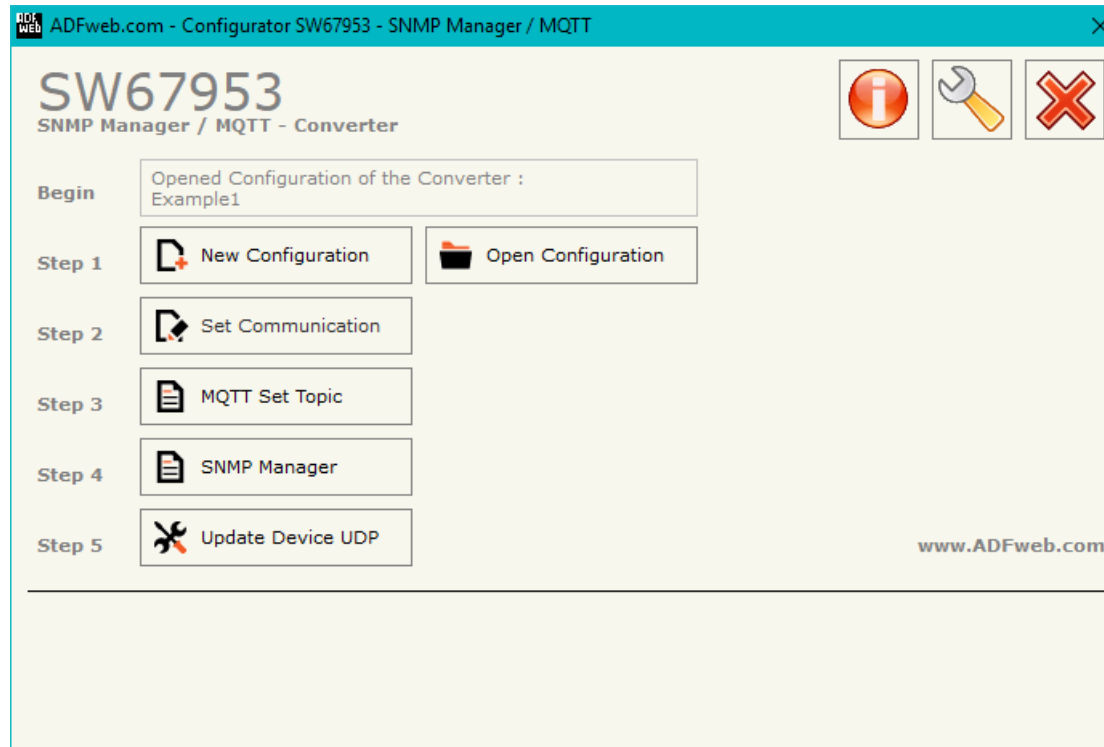 ADF web ADFweb.com - Configurator SW67953 - SNMP Manager / MQTT
SW67953
SNMP Manager / MQTT - Converter
Begin
Opened Configuration of the Converter :
Example1
Step 1
New Configuration
Open Configuration
Step 2
Set Communication
Step 3
MQTT Set Topic
Step 4
SNMP Manager
Step 5
Update Device UDP
www.ADFweb.com